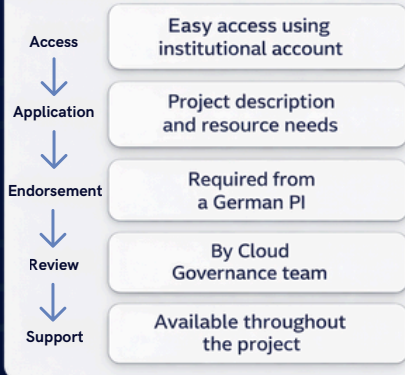 Access
Easy access using
institutional account
Application
Project description
and resource needs
Endorsement
Required from
a German PI
Review
By Cloud
Governance team
Support
Available throughout
the project